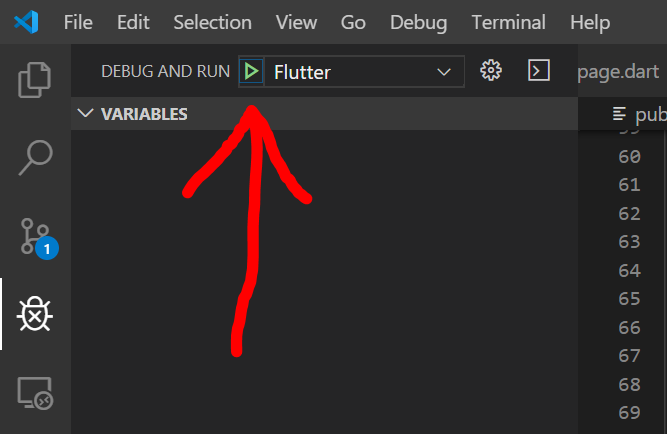 File Edit Selection View Go Debug Terminal Help
DEBUG AND RUN Flutter page.dart
VARIABLES
pub
60
61
62
63
1
64
65
66
67
68
69